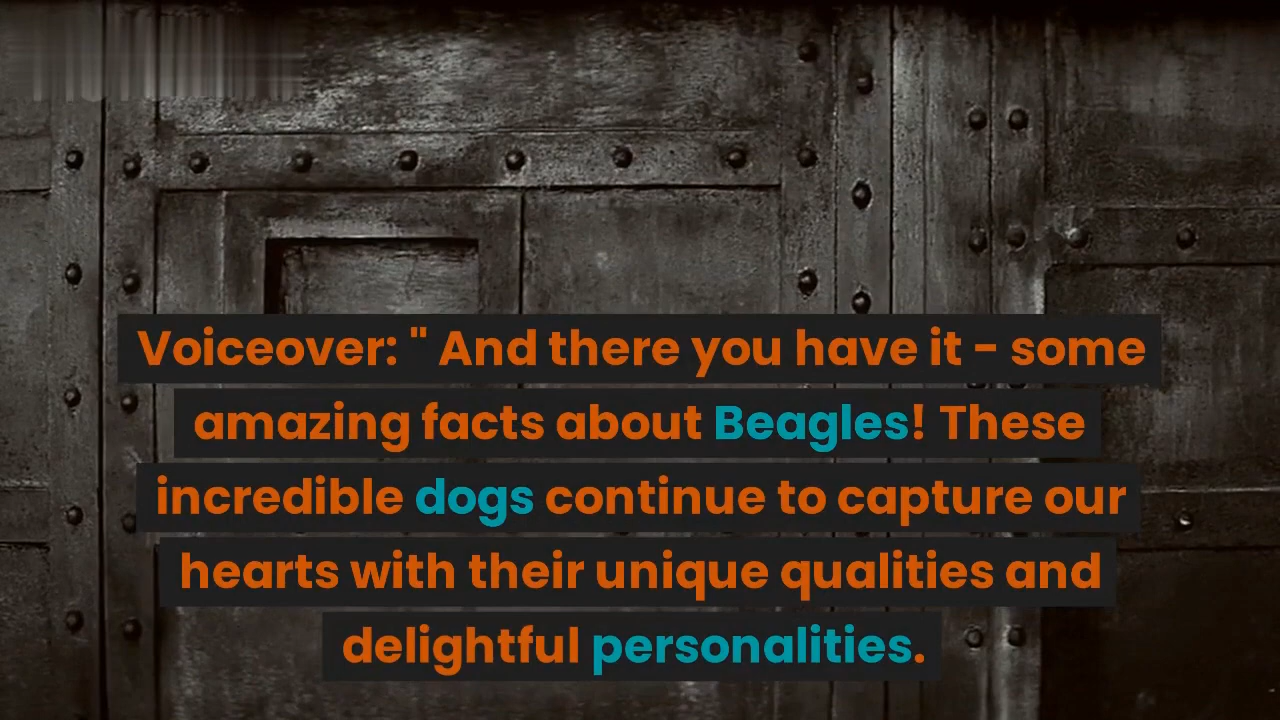 Voiceover: " And there you have it - some
amazing facts about Beagles! These
incredible dogs continue to capture our
hearts with their unique qualities and
delightful personalities.